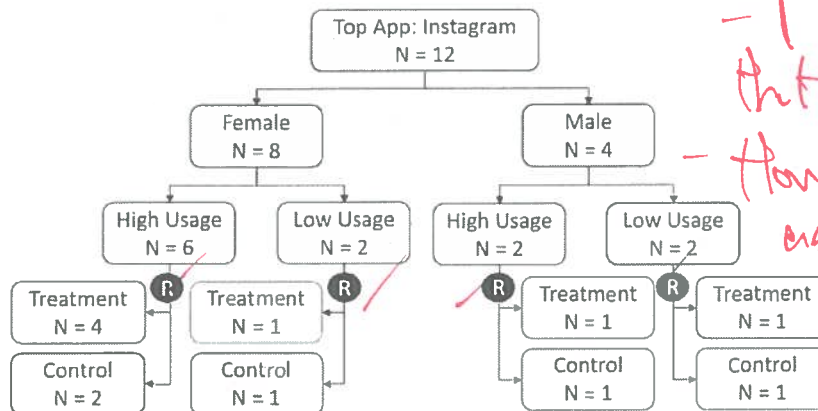 Top App: Instagram
N = 12
Female
N = 8
Male
N = 4
High Usage
N = 6
Low Usage
N = 2
High Usage
N = 2
Low Usage
N = 2
R
R
R
R
Treatment
N = 4
Treatment
N = 1
Treatment
N = 1
Treatment
N = 1
Control
N = 2
Control
N = 1
Control
N = 1
Control
N = 1